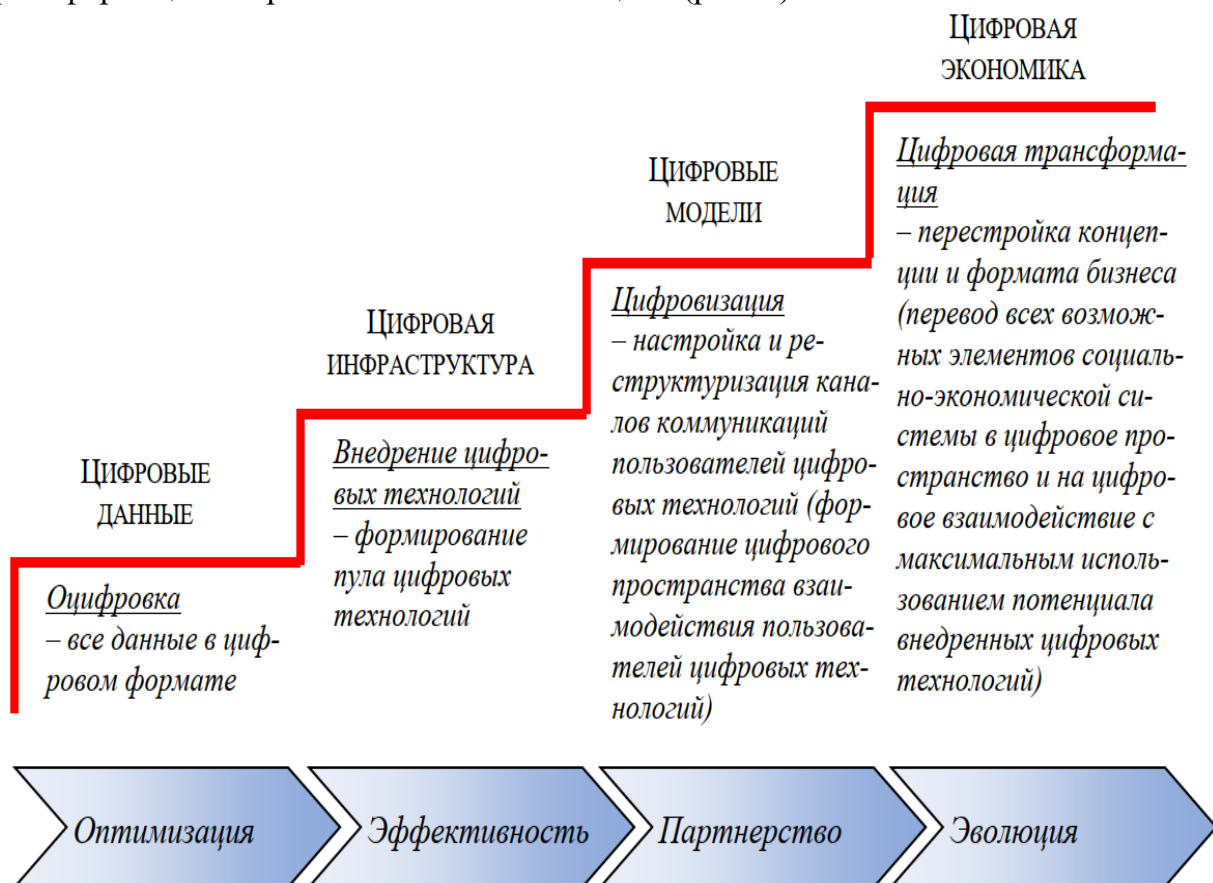 ЦИФРОВАЯ
ЭКОНОМИКА
Цифровая трансформа-
ция
– перестройка концеп-
ции и формата бизнеса
(перевод всех возмож-
ных элементов социаль-
но-экономической си-
стемы в цифровое про-
странство и на цифро-
вое взаимодействие с
максимальным исполь-
зованием потенциала
внедренных цифровых
технологий)
ЦИФРОВЫЕ
МОДЕЛИ
Цифровизация
– настройка и ре-
структуризация кана-
лов коммуникаций
пользователей цифро-
вых технологий (фор-
мирование цифрового
пространства взаи-
модействия пользова-
телей цифровых тех-
нологий)
ЦИФРОВАЯ
ИНФРАСТРУКТУРА
Внедрение цифро-
вых технологий
– формирование
пула цифровых
технологий
ЦИФРОВЫЕ
ДАННЫЕ
Оцифровка
– все данные в циф-
ровом формате
Оптимизация
Эффективность
Партнерство
Эволюция